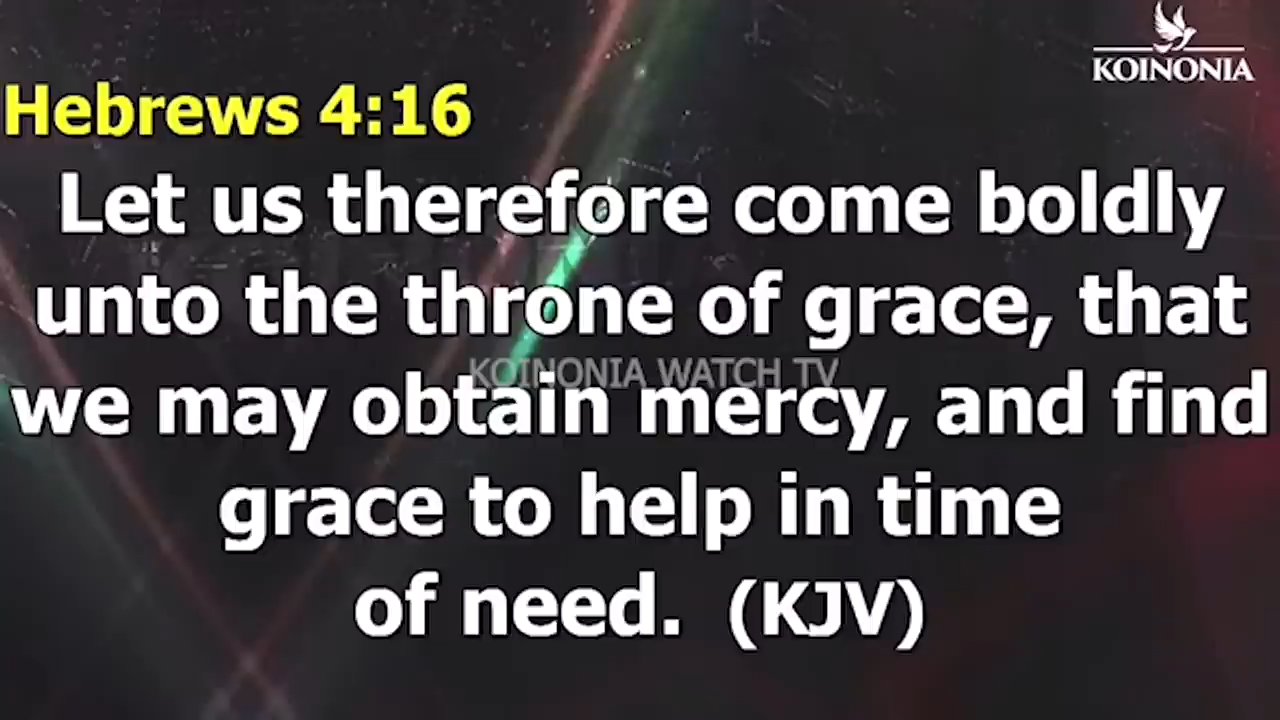 KOINONIA
Hebrews 4:16
Let us therefore come boldly
unto the throne of grace, that
KOINONIA WATCH TV
we may obtain mercy, and find
grace to help in time
of need. (KJV)